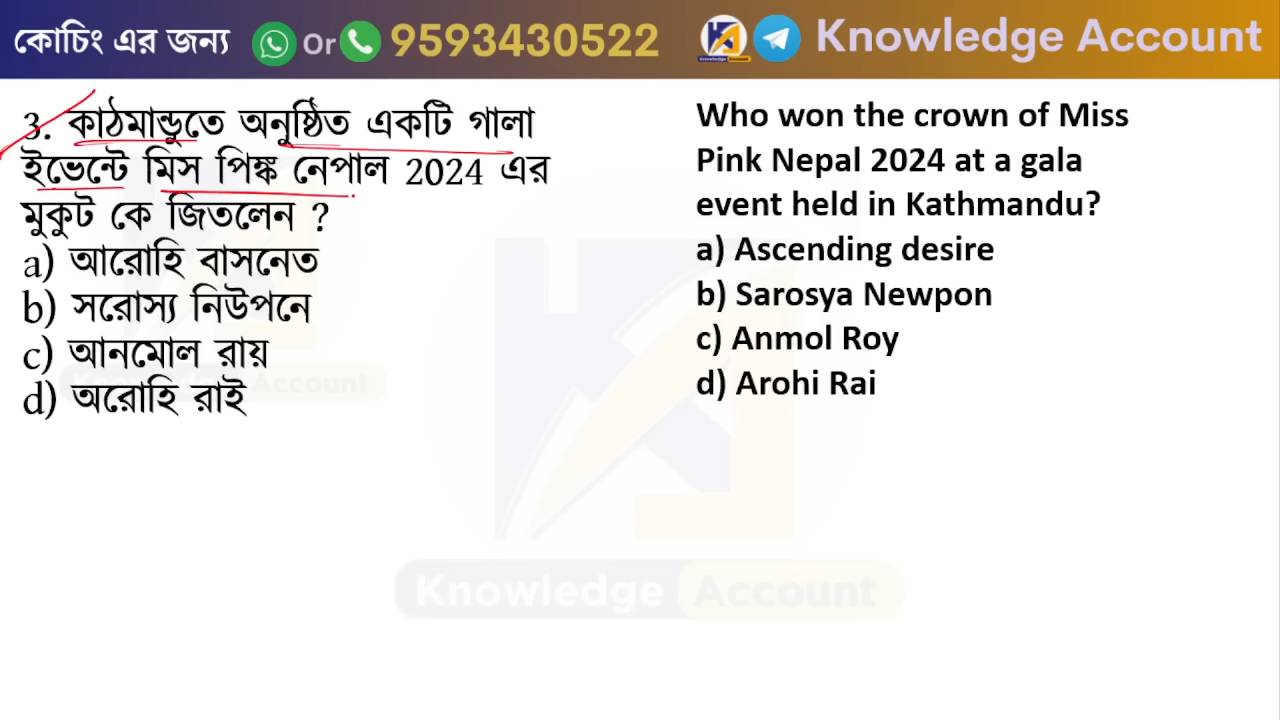 কোচিং এর জন্য Or 9593430522 Knowledge Account
3. কাঠমান্ডুতে অনুষ্ঠিত একটি গালা
ইভেন্টে মিস পিঙ্ক নেপাল 2024 এর
মুকুট কে জিতলেন ?
a) আরোহি বাসনেত
b) সরোস্য নিউপনে
c) আনমোল রায়
d) অরোহি রাই
Who won the crown of Miss
Pink Nepal 2024 at a gala
event held in Kathmandu?
a) Ascending desire
b) Sarosya Newpon
c) Anmol Roy
d) Arohi Rai
Knowledge Account
Knowledge Account